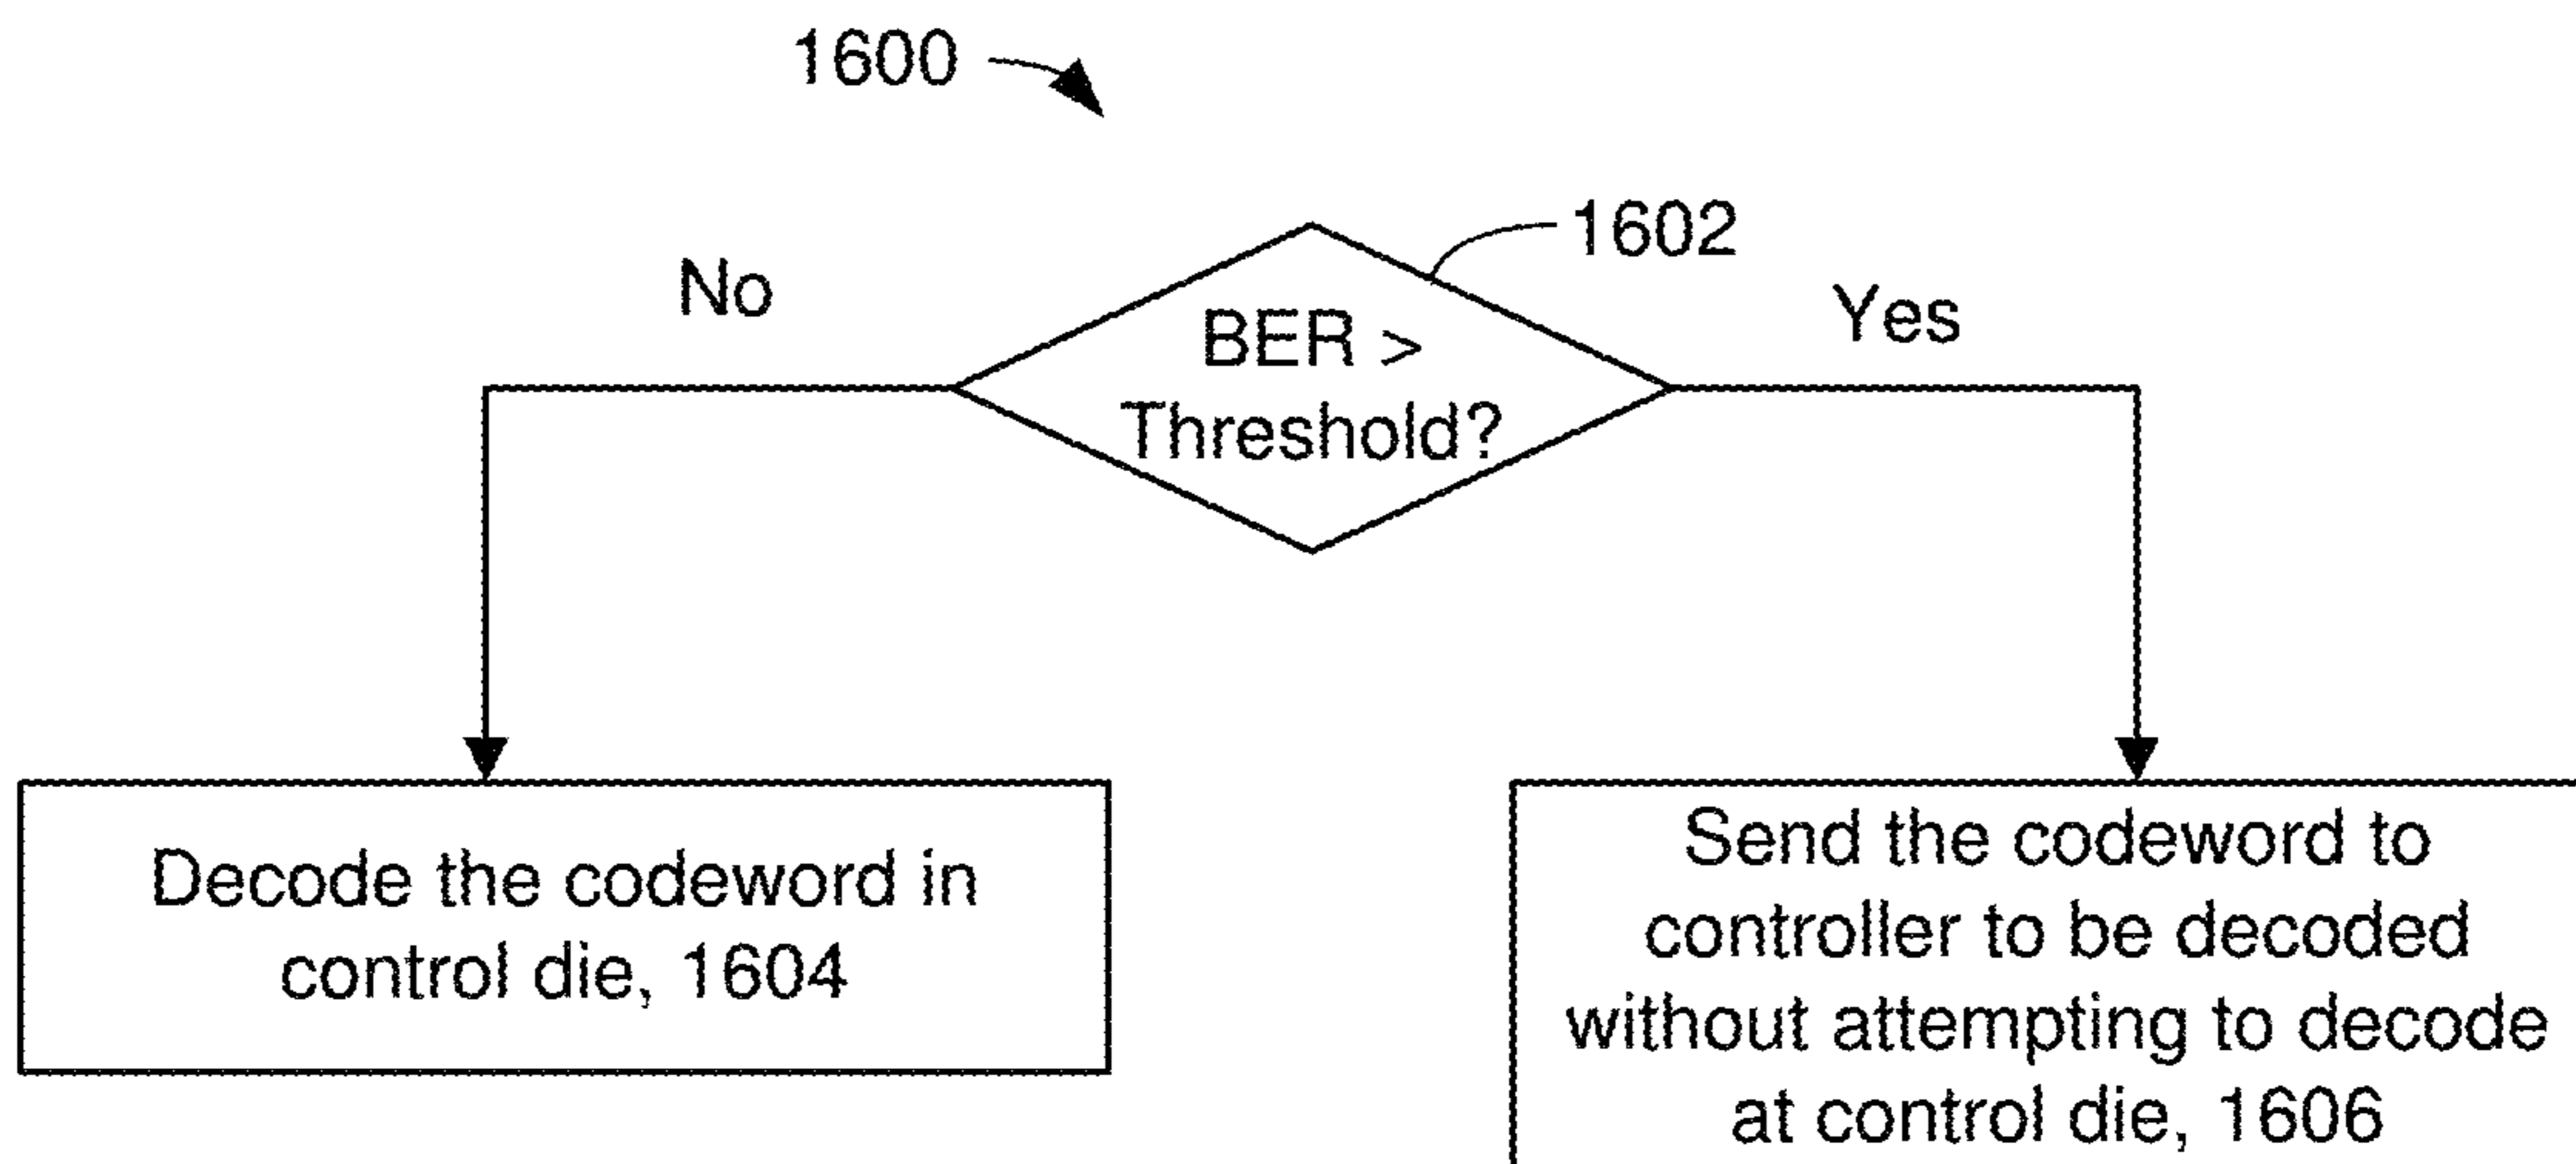 1600
1602
No
Yes
BER >
Threshold?
Decode the codeword in
control die, 1604
Send the codeword to
controller to be decoded
without attempting to decode
at control die, 1606